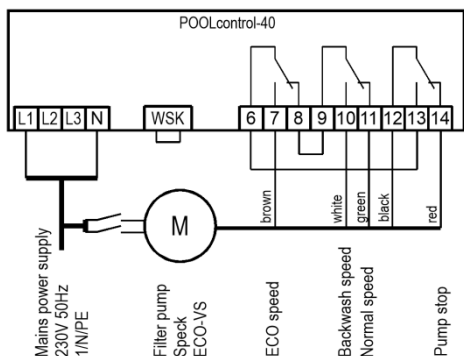 POOLcontrol-40
L1 L2 L3 N WSK 6 7 8 9 10 11 12 13 14
brown white green black red
M
Mains power supply
230V 50Hz
1/N/PE
Filter pump
Speck
ECO-VS
ECO speed
Backwash speed
Normal speed
Pump stop